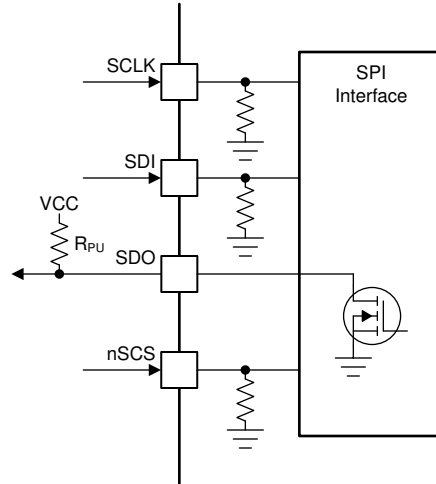 SCLK
SPI
Interface
SDI
VCC
RPU
SDO
nSCS